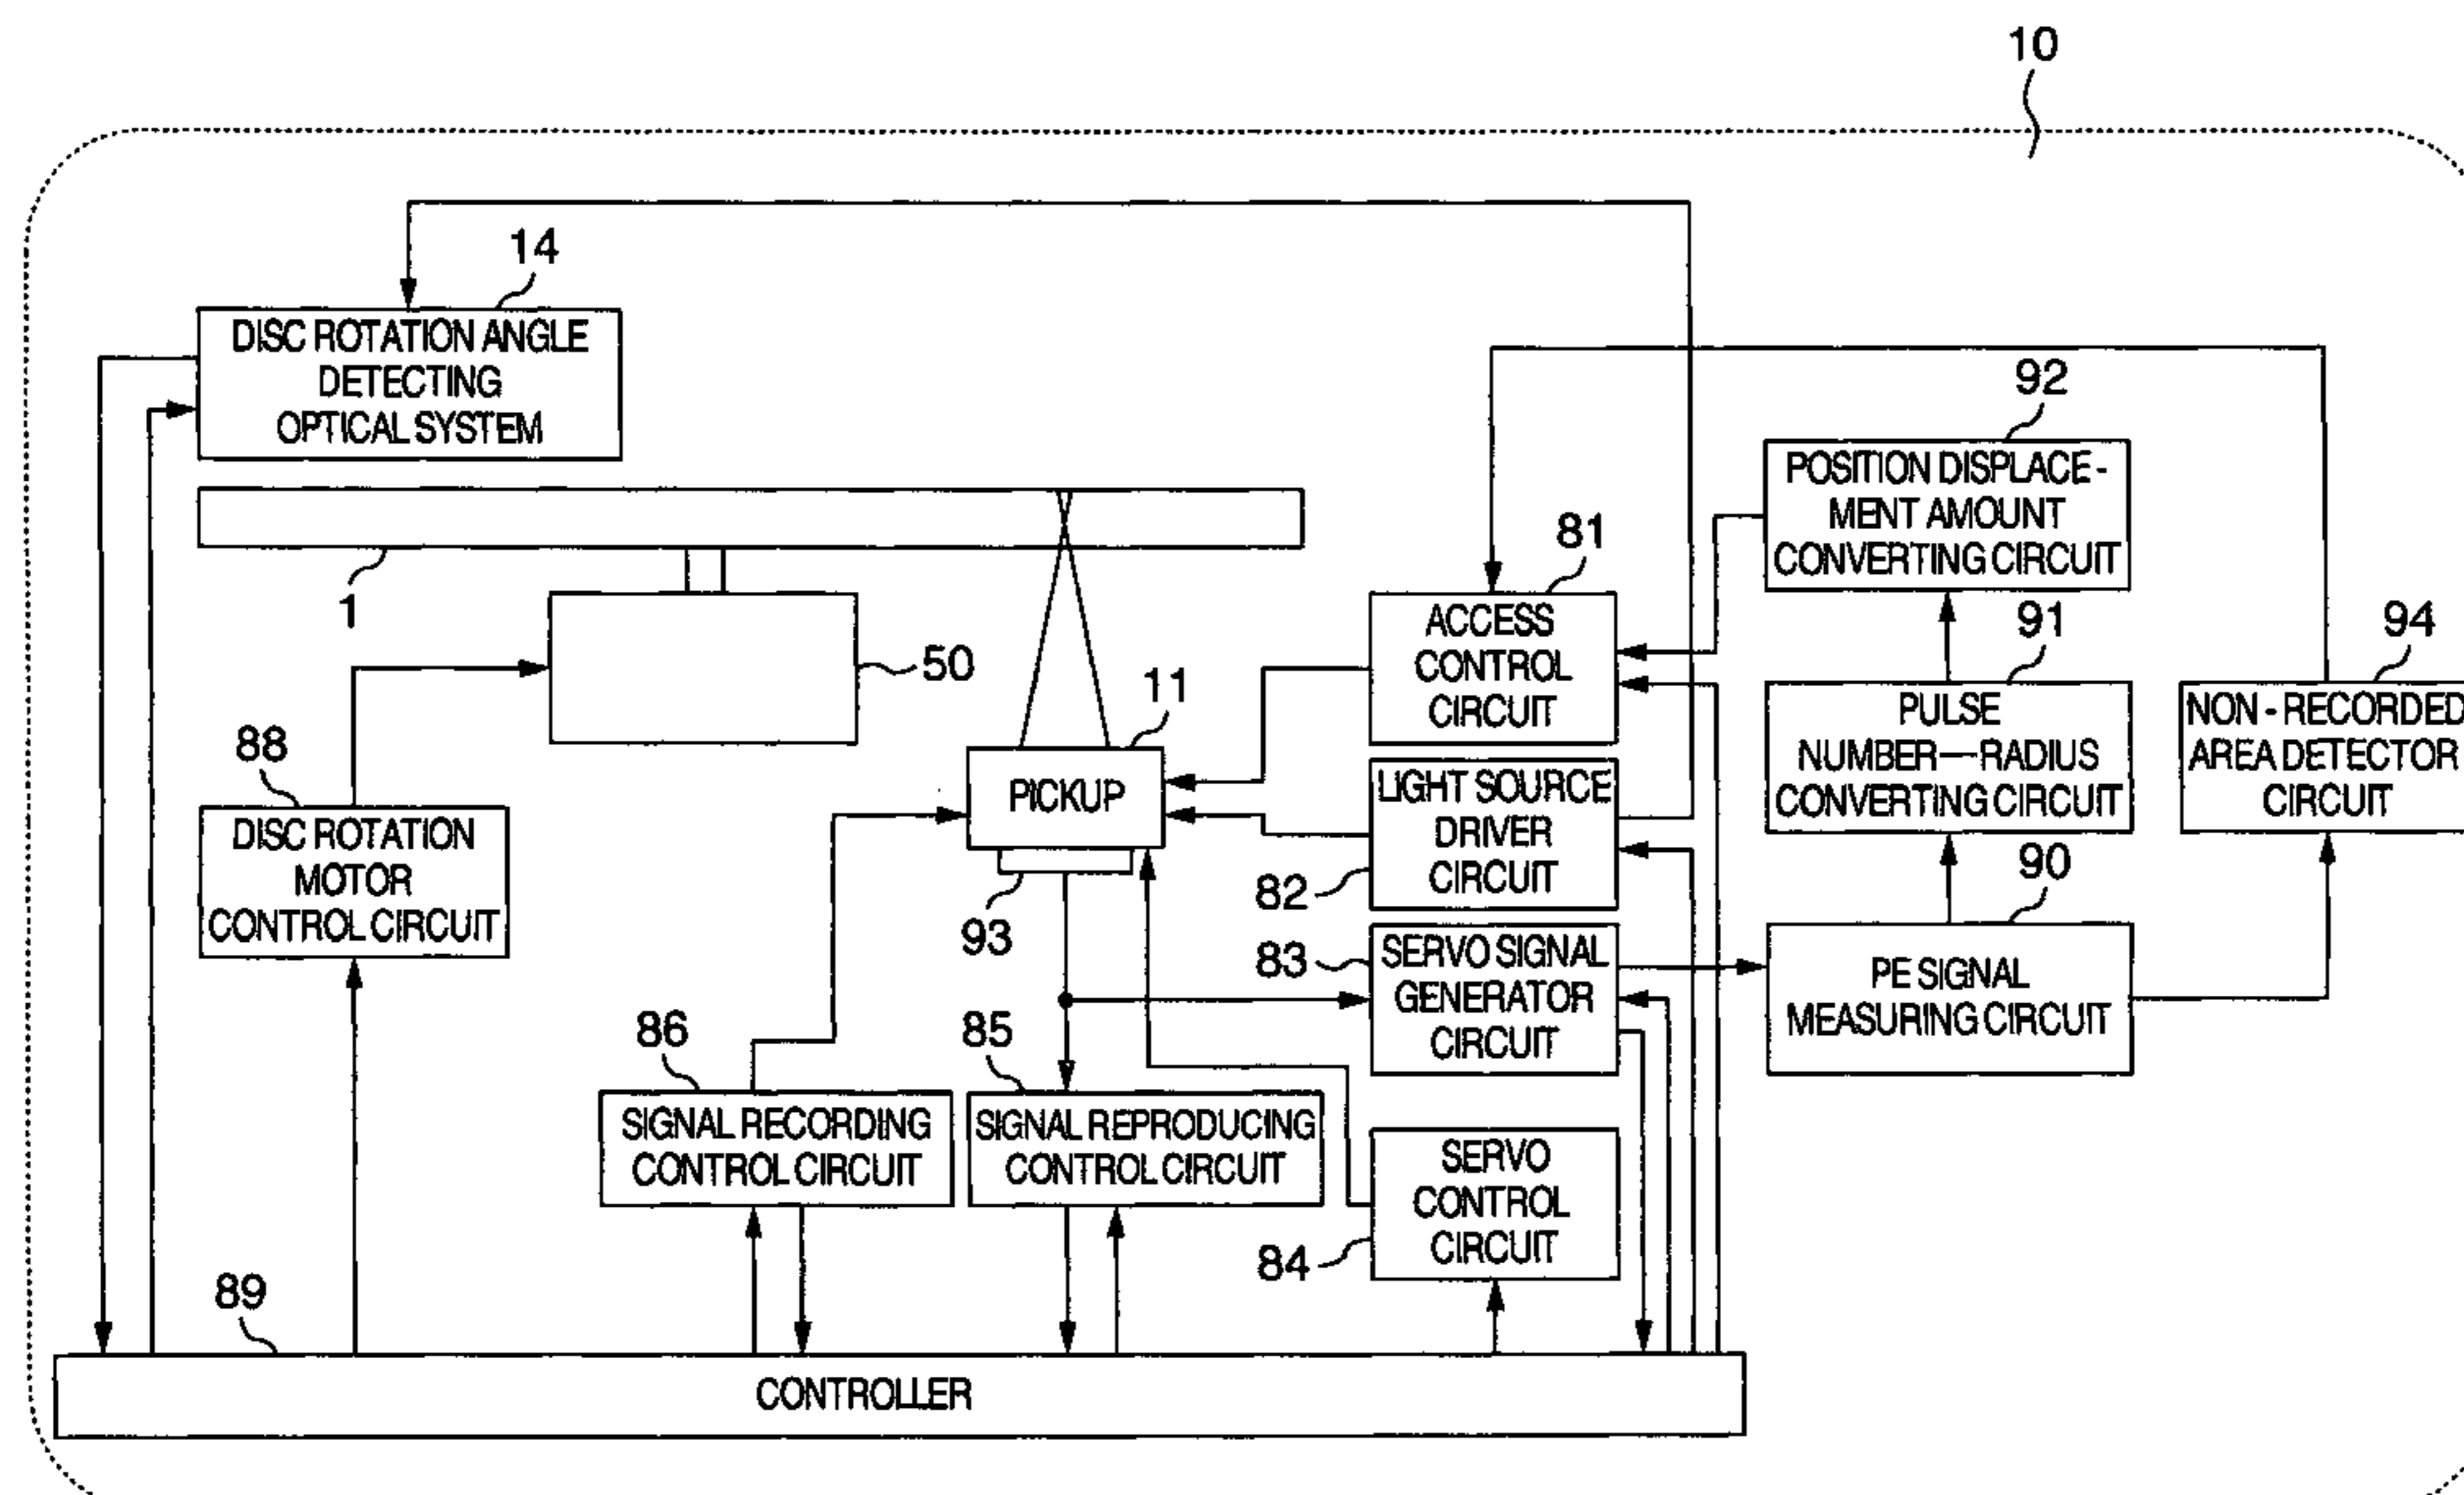 10
14
DISC ROTATION ANGLE
DETECTING
OPTICAL SYSTEM
92
POSITION DISPLACE-
MENT AMOUNT
CONVERTING CIRCUIT
1
50
81
ACCESS
CONTROL
CIRCUIT
91
PULSE
NUMBER—RADIUS
CONVERTING CIRCUIT
94
NON-RECORDED
AREA DETECTOR
CIRCUIT
11
PICKUP
93
88
DISC ROTATION
MOTOR
CONTROL CIRCUIT
LIGHT SOURCE
DRIVER
CIRCUIT
82
83
SERVO SIGNAL
GENERATOR
CIRCUIT
90
PE SIGNAL
MEASURING CIRCUIT
86
SIGNAL RECORDING
CONTROL CIRCUIT
85
SIGNAL REPRODUCING
CONTROL CIRCUIT
SERVO
CONTROL
CIRCUIT
84
89
CONTROLLER